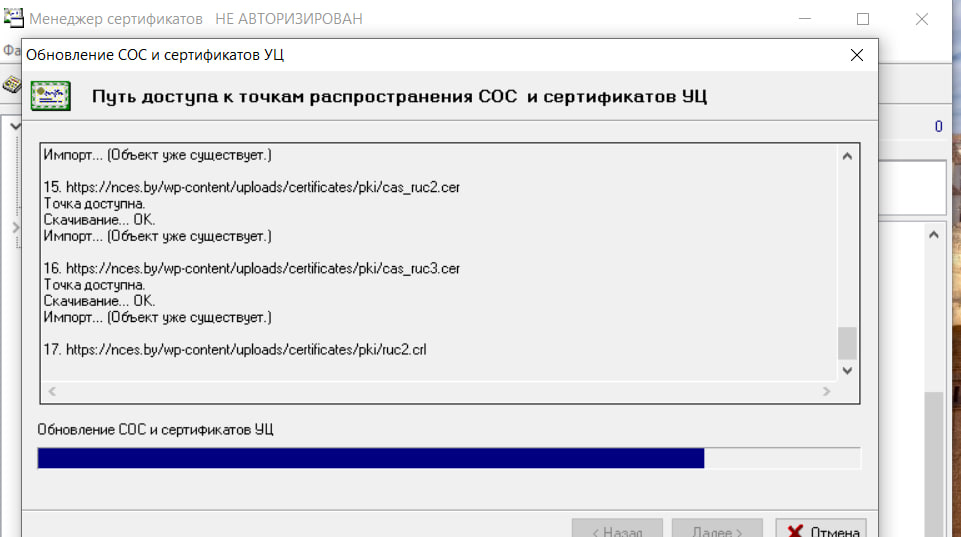 Менеджер сертификатов НЕ АВТОРИЗИРОВАН
Фа
Обновление СОС и сертификатов УЦ
Путь доступа к точкам распространения СОС и сертификатов УЦ
0
Импорт... (Объект уже существует.)
15. https://nces.by/wp-content/uploads/certificates/pki/cas_ruc2.cer
Точка доступна.
Скачивание... OK.
Импорт... (Объект уже существует.)
16. https://nces.by/wp-content/uploads/certificates/pki/cas_ruc3.cer
Точка доступна.
Скачивание... OK.
Импорт... (Объект уже существует.)
17. https://nces.by/wp-content/uploads/certificates/pki/ruc2.crl
Обновление СОС и сертификатов УЦ
< Назад Далее > Отмена